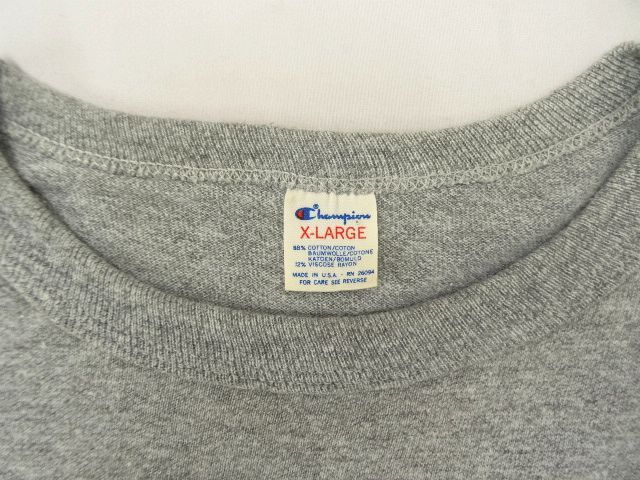 Champion
X-LARGE
88% COTTON/COTON
BAUMWOLLE/COTONE
KATOEN/BOMULD
12% VISCOSE RAYON
MADE IN U.S.A. - RN 26094
FOR CARE SEE REVERSE